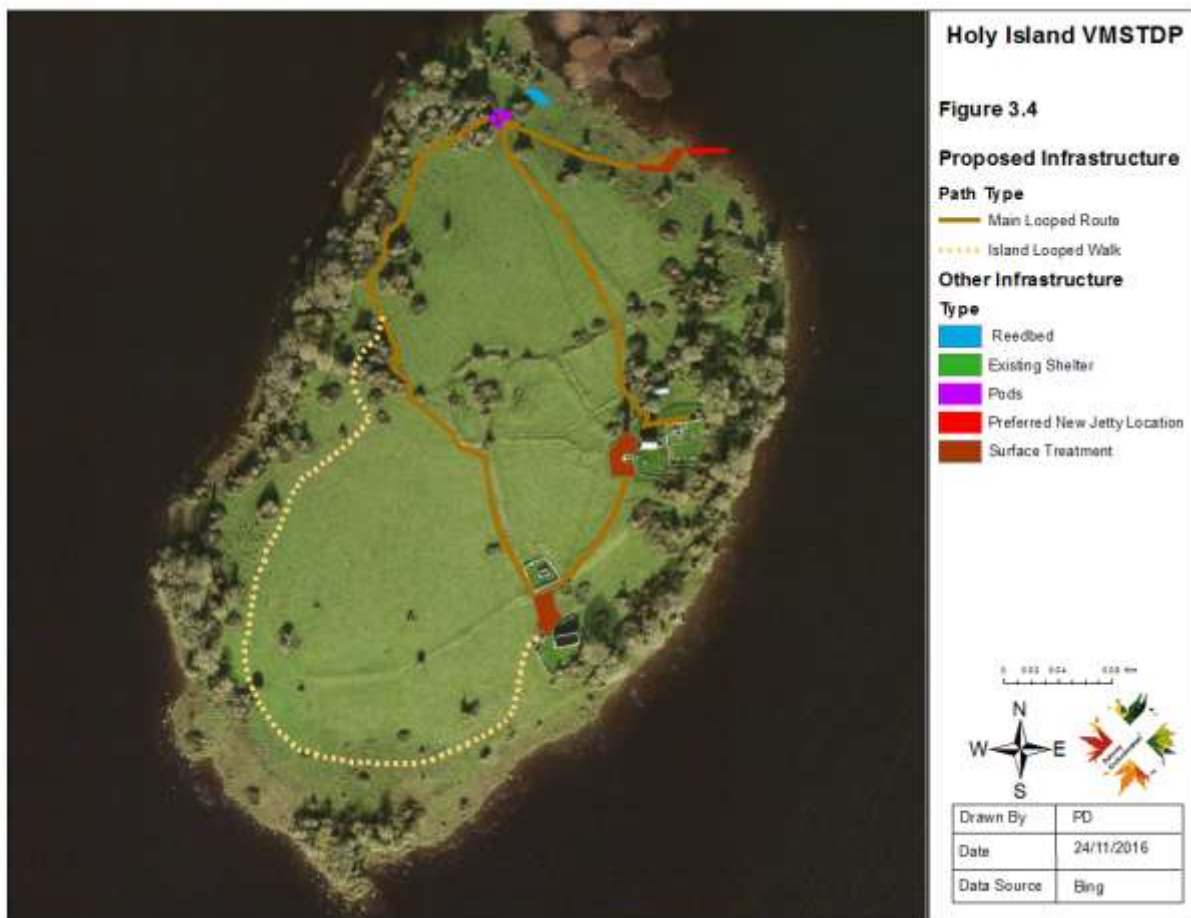 Holy Island VMSTDP
Figure 3.4
Proposed Infrastructure
Path Type
Main Looped Route
Island Looped Walk
Other Infrastructure
Type
Reedbed
Existing Shelter
Pods
Preferred New Jetty Location
Surface Treatment
N
W E
S
Drawn By PD
Date 24/11/2016
Data Source Bing